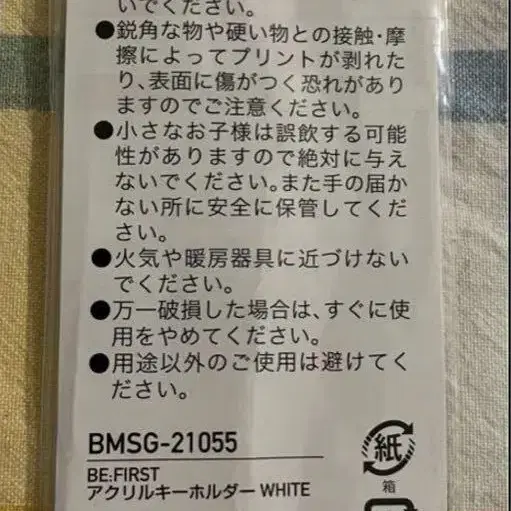 いでください。
●鋭角な物や硬い物との接触・摩
擦によってプリントが剥れた
り、表面に傷がつく恐れがあり
ますのでご注意ください。
●小さなお子様は誤飲する可能
性がありますので絶対に与え
ないでください。また手の届か
ない所に安全に保管してくだ
さい。
●火気や暖房器具に近づけない
でください。
●万一破損した場合は、すぐに使
用をやめてください。
●用途以外のご使用は避けてく
ださい。
BMSG-21055
BE:FIRST
アクリルキーホルダー WHITE
紙
箱